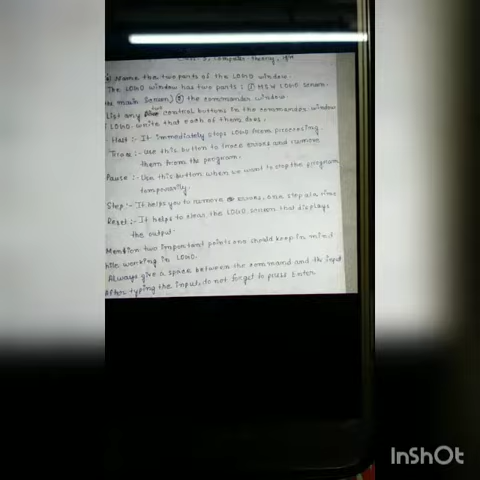 Class-5, Computer theory,
a) Name the two parts of the LOGO window.
The LOGO window has two parts: ① MSW LOGO screen
the main screen) ② the commander window.
List any two control buttons in the commander window
LOGO write that each of them does.
Halt :- It immediately stops LOGO from processing.
Trace :- Use this button to trace errors and remove
them from the program.
Pause :- Use this button when we want to stop the program
temporarily.
Step :- It helps you to remove errors, one step at a time
Reset :- It helps to clear the LOGO screen that displays
the output.
Mention two important points one should keep in mind
while working in LOGO.
Always give a space between the command and the input
After typing the input, do not forget to press Enter
InShOt